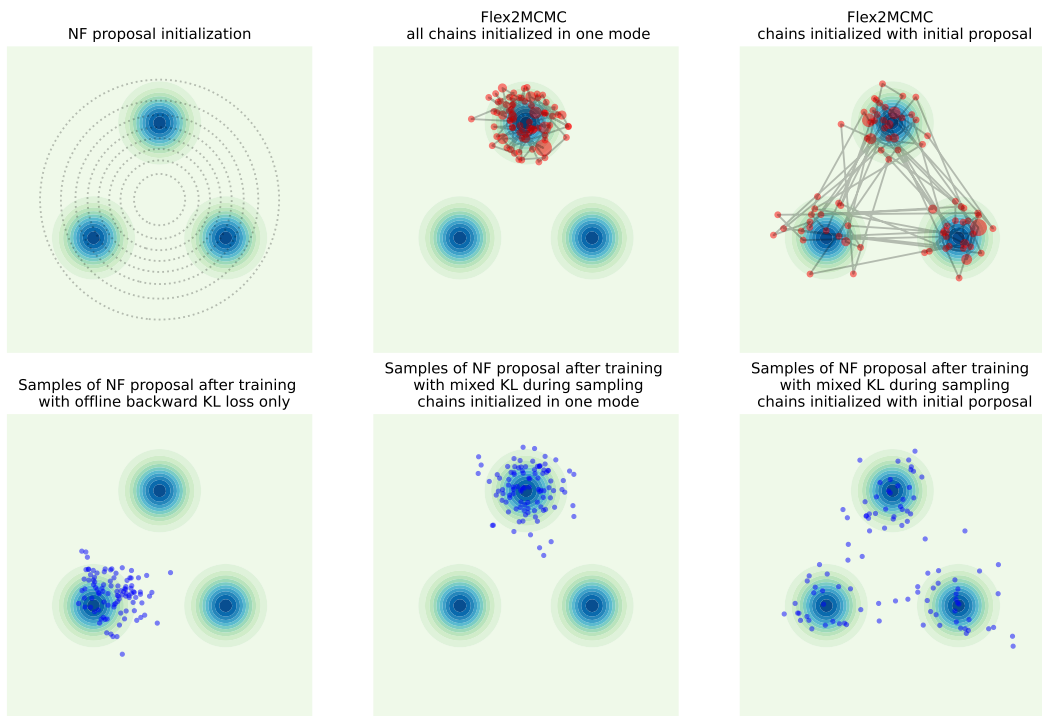 NF proposal initialization
Flex2MCMC
all chains initialized in one mode
Flex2MCMC
chains initialized with initial proposal
Samples of NF proposal after training
with offline backward KL loss only
Samples of NF proposal after training
with mixed KL during sampling
chains initialized in one mode
Samples of NF proposal after training
with mixed KL during sampling
chains initialized with initial porposal